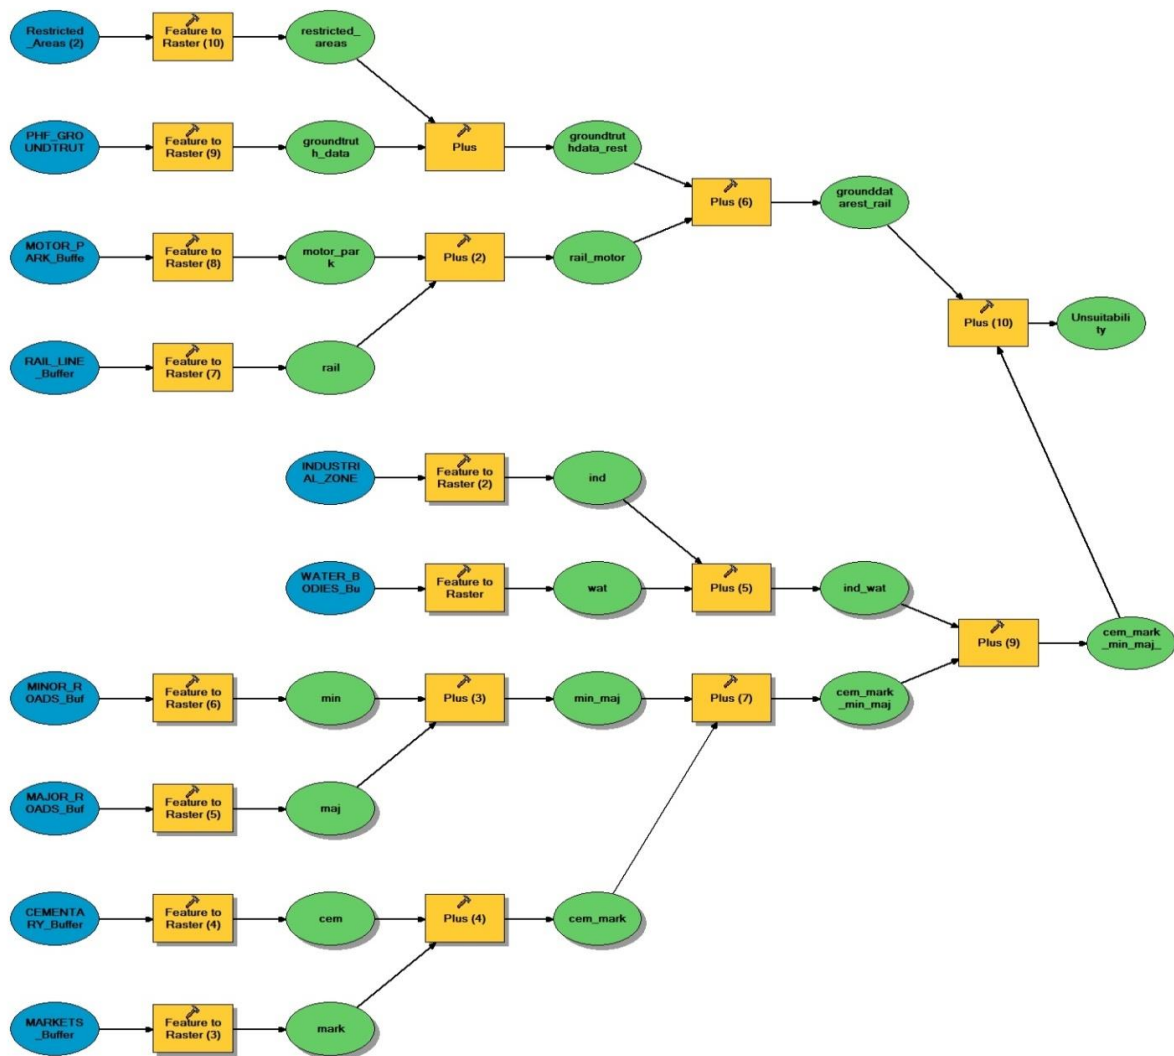 Restricted
_Areas (2)
Feature to
Raster (10)
restricted_
areas
PHF_GRO
UNDTRUT
Feature to
Raster (9)
groundtrut
h_data
Plus
groundtrut
hdata_rest
Plus (6)
grounddat
arest_rail
MOTOR_P
ARK_Buffe
Feature to
Raster (8)
motor_par
k
Plus (2)
rail_motor
Plus (10)
Unsuitabili
ty
RAIL_LINE
_Buffer
Feature to
Raster (7)
rail
INDUSTRI
AL_ZONE
Feature to
Raster (2)
ind
WATER_B
ODIES_Bu
Feature to
Raster
wat
Plus (5)
ind_wat
Plus (9)
cem_mark
_min_maj_
MINOR_R
OADS_Buf
Feature to
Raster (6)
min
Plus (3)
min_maj
Plus (7)
cem_mark
_min_maj
MAJOR_R
OADS_Buf
Feature to
Raster (5)
maj
CEMENTA
RY_Buffer
Feature to
Raster (4)
cem
Plus (4)
cem_mark
MARKETS
_Buffer
Feature to
Raster (3)
mark